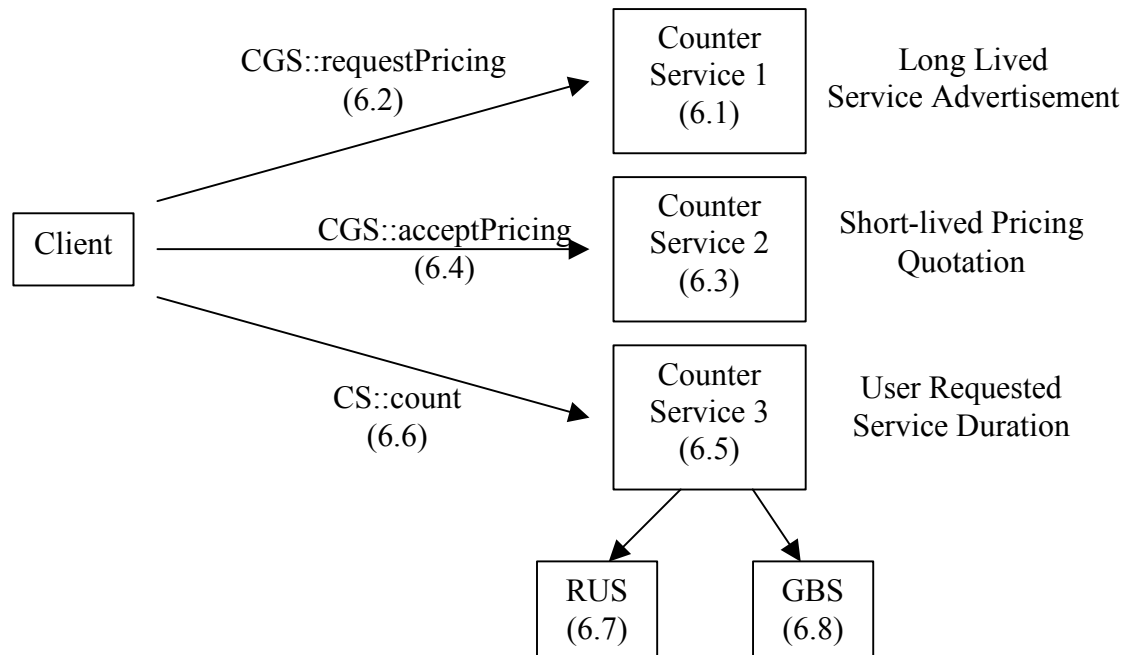 CGS::requestPricing
(6.2)
Counter
Service 1
(6.1)
Long Lived
Service Advertisement
Client
CGS::acceptPricing
(6.4)
Counter
Service 2
(6.3)
Short-lived Pricing
Quotation
CS::count
(6.6)
Counter
Service 3
(6.5)
User Requested
Service Duration
RUS
(6.7)
GBS
(6.8)